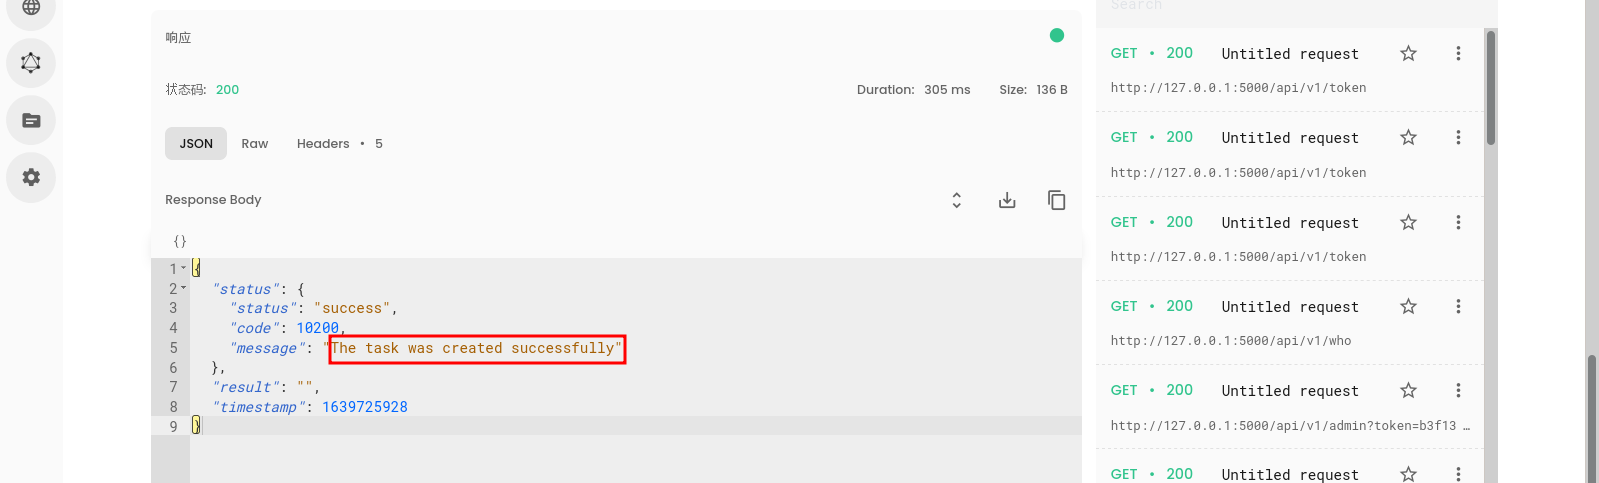 响应
状态码: 200
Duration: 305 ms Size: 136 B
JSON Raw Headers • 5
Response Body
{}
1 {
2 "status": {
3 "status": "success",
4 "code": 10200,
5 "message": "The task was created successfully"
6 },
7 "result": "",
8 "timestamp": 1639725928
9 }
Search
GET • 200 Untitled request
http://127.0.0.1:5000/api/v1/token
GET • 200 Untitled request
http://127.0.0.1:5000/api/v1/token
GET • 200 Untitled request
http://127.0.0.1:5000/api/v1/token
GET • 200 Untitled request
http://127.0.0.1:5000/api/v1/who
GET • 200 Untitled request
http://127.0.0.1:5000/api/v1/admin?token=b3f13 …
GET • 200 Untitled request